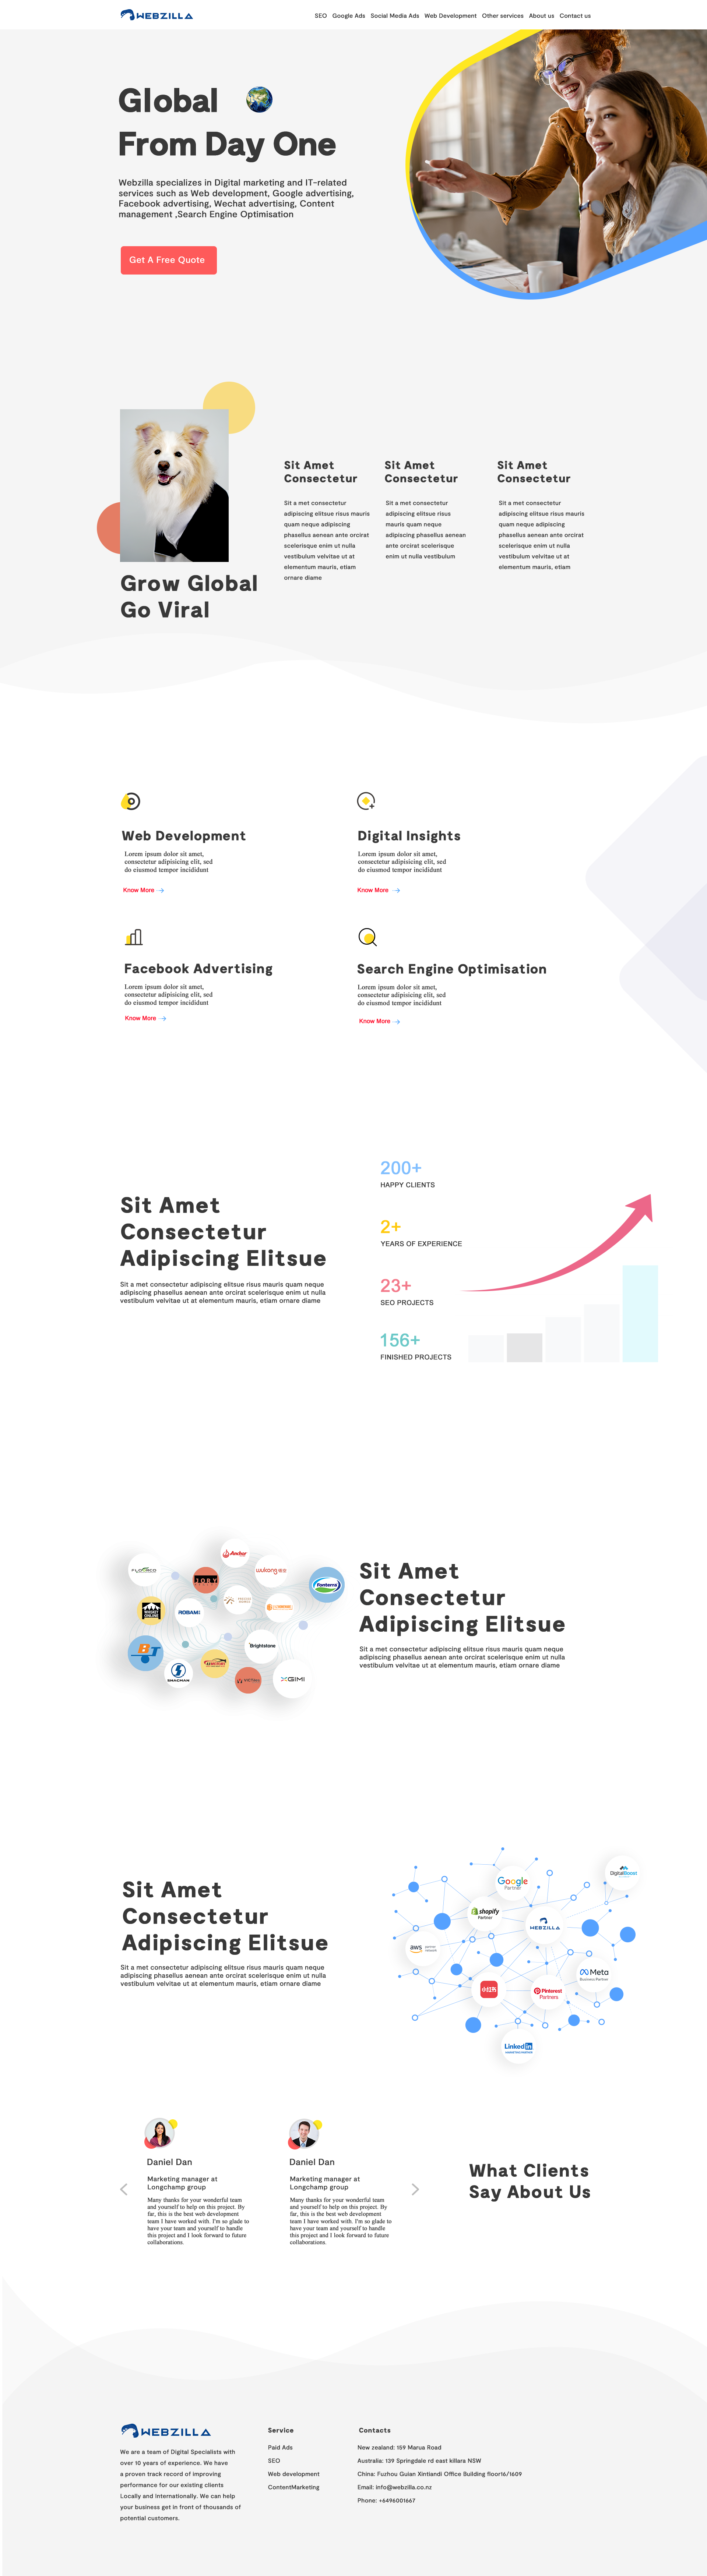 WEBZILLA
SEO Google Ads Social Media Ads Web Development Other services About us Contact us
Global
From Day One
Webzilla specializes in Digital marketing and IT-related
services such as Web development, Google advertising,
Facebook advertising, Wechat advertising, Content
management ,Search Engine Optimisation
Get A Free Quote
Grow Global
Go Viral
Sit Amet
Consectetur
Sit a met consectetur
adipiscing elitsue risus mauris
quam neque adipiscing
phasellus aenean ante orcirat
scelerisque enim ut nulla
vestibulum velvitae ut at
elementum mauris, etiam
ornare diame
Sit Amet
Consectetur
Sit a met consectetur
adipiscing elitsue risus
mauris quam neque
adipiscing phasellus aenean
ante orcirat scelerisque
enim ut nulla vestibulum
Sit Amet
Consectetur
Sit a met consectetur
adipiscing elitsue risus mauris
quam neque adipiscing
phasellus aenean ante orcirat
scelerisque enim ut nulla
vestibulum velvitae ut at
elementum mauris, etiam
Web Development
Lorem ipsum dolor sit amet,
consectetur adipisicing elit, sed
do eiusmod tempor incididunt
Know More
Digital Insights
Lorem ipsum dolor sit amet,
consectetur adipisicing elit, sed
do eiusmod tempor incididunt
Know More
Facebook Advertising
Lorem ipsum dolor sit amet,
consectetur adipisicing elit, sed
do eiusmod tempor incididunt
Know More
Search Engine Optimisation
Lorem ipsum dolor sit amet,
consectetur adipisicing elit, sed
do eiusmod tempor incididunt
Know More
Sit Amet
Consectetur
Adipiscing Elitsue
Sit a met consectetur adipiscing elitsue risus mauris quam neque
adipiscing phasellus aenean ante orcirat scelerisque enim ut nulla
vestibulum velvitae ut at elementum mauris, etiam ornare diame
200+
HAPPY CLIENTS
2+
YEARS OF EXPERIENCE
23+
SEO PROJECTS
156+
FINISHED PROJECTS
Anchor
FLORACO
wukong
JORY
Fonterra
ROBAM
Brightstone
BT
SHACMAN
XGIMI
Sit Amet
Consectetur
Adipiscing Elitsue
Sit a met consectetur adipiscing elitsue risus mauris quam neque
adipiscing phasellus aenean ante orcirat scelerisque enim ut nulla
vestibulum velvitae ut at elementum mauris, etiam ornare diame
Sit Amet
Consectetur
Adipiscing Elitsue
Sit a met consectetur adipiscing elitsue risus mauris quam neque
adipiscing phasellus aenean ante orcirat scelerisque enim ut nulla
vestibulum velvitae ut at elementum mauris, etiam ornare diame
DigitalBoost
Google
Partner
shopify
Partner
WEBZILLA
aws
Meta
Business Partner
小红书
Pinterest
Partners
Linked in
Daniel Dan
Marketing manager at
Longchamp group
Many thanks for your wonderful team
and yourself to help on this project. By
far, this is the best web development
team I have worked with. I'm so glade to
have your team and yourself to handle
this project and I look forward to future
collaborations.
Daniel Dan
Marketing manager at
Longchamp group
Many thanks for your wonderful team
and yourself to help on this project. By
far, this is the best web development
team I have worked with. I'm so glade to
have your team and yourself to handle
this project and I look forward to future
collaborations.
What Clients
Say About Us
WEBZILLA
We are a team of Digital Specialists with
over 10 years of experience. We have
a proven track record of improving
performance for our existing clients
Locally and Internationally. We can help
your business get in front of thousands of
potential customers.
Service
Paid Ads
SEO
Web development
ContentMarketing
Contacts
New zealand: 159 Marua Road
Australia: 139 Springdale rd east killara NSW
China: Fuzhou Guian Xintiandi Office Building floor16/1609
Email: info@webzilla.co.nz
Phone: +6496001667